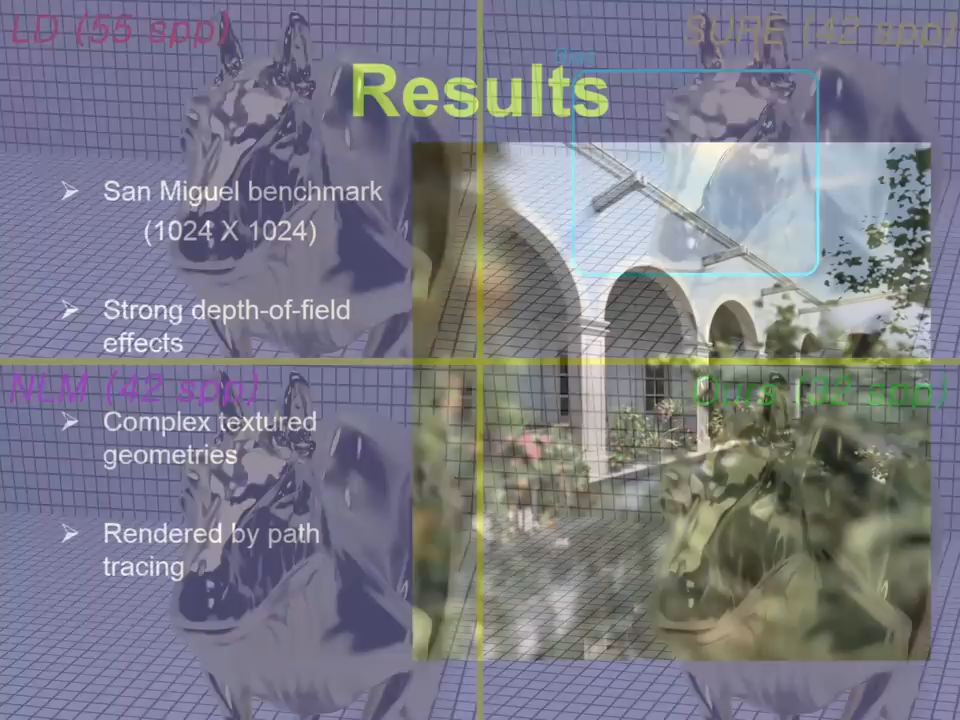 LD (55 spp)
SURE (42 spp)
Ours
Results
San Miguel benchmark
(1024 X 1024)
Strong depth-of-field
effects
NLM (42 spp)
Ours (32 spp)
Complex textured
geometries
Rendered by path
tracing